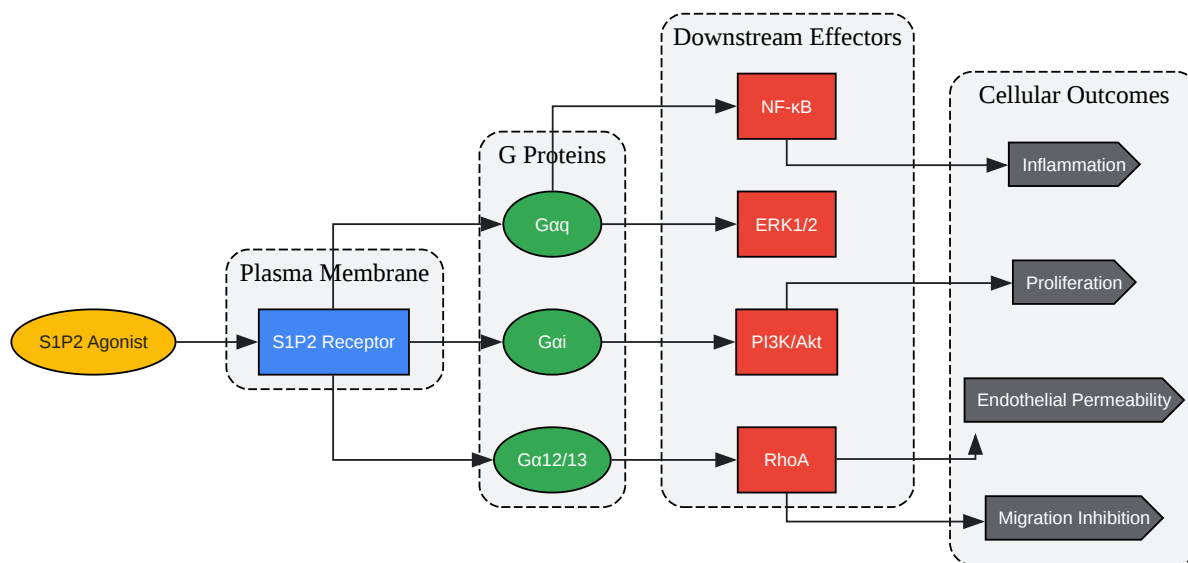 S1P2 Agonist
Plasma Membrane
S1P2 Receptor
G Proteins
Gαq
Gαi
Gα12/13
Downstream Effectors
NF-κB
ERK1/2
PI3K/Akt
RhoA
Cellular Outcomes
Inflammation
Proliferation
Endothelial Permeability
Migration Inhibition